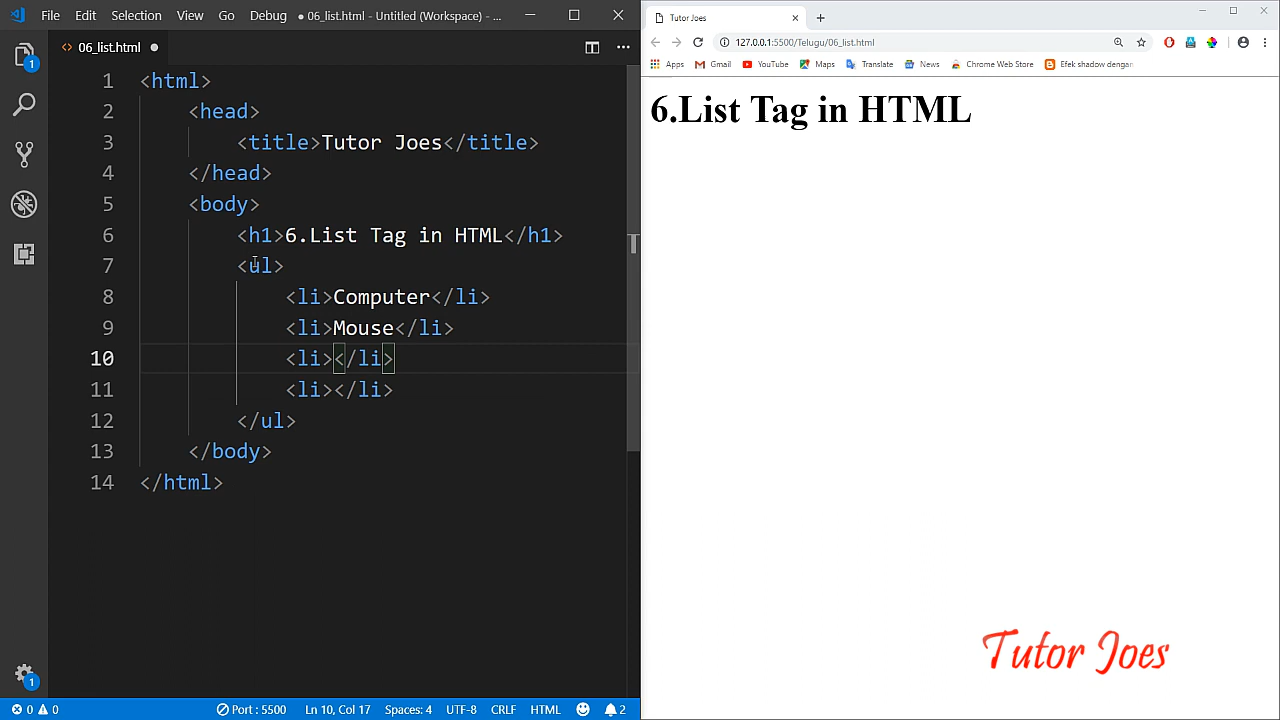 File Edit Selection View Go Debug ● 06_list.html - Untitled (Workspace) - ...
06_list.html ●
1 <html>
2 <head>
3 <title>Tutor Joes</title>
4 </head>
5 <body>
6 <h1>6.List Tag in HTML</h1>
7 <ul>
8 <li>Computer</li>
9 <li>Mouse</li>
10 <li></li>
11 <li></li>
12 </ul>
13 </body>
14 </html>
1
1
0 0 Port : 5500 Ln 10, Col 17 Spaces: 4 UTF-8 CRLF HTML 2
Tutor Joes
127.0.0.1:5500/Telugu/06_list.html
Apps Gmail YouTube Maps Translate News Chrome Web Store Efek shadow dengan
6.List Tag in HTML
Tutor Joes